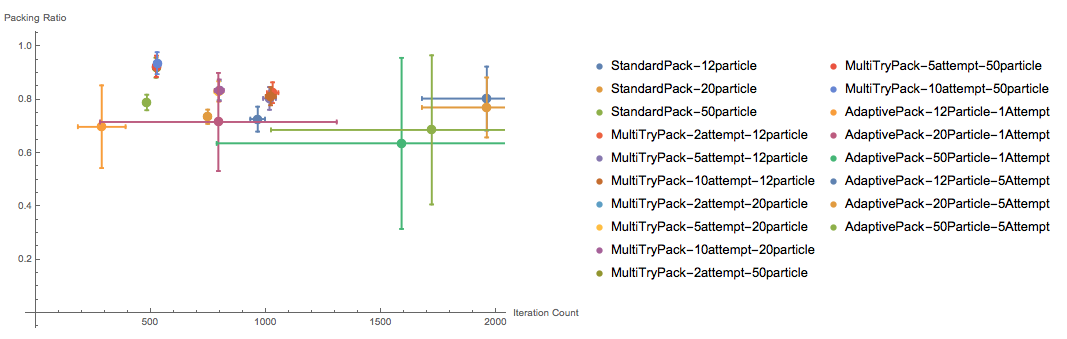 Packing Ratio
1.0
0.8
0.6
0.4
0.2
500
1000
1500
2000
Iteration Count
StandardPack-12particle
StandardPack-20particle
StandardPack-50particle
MultiTryPack-2attempt-12particle
MultiTryPack-5attempt-12particle
MultiTryPack-10attempt-12particle
MultiTryPack-2attempt-20particle
MultiTryPack-5attempt-20particle
MultiTryPack-10attempt-20particle
MultiTryPack-2attempt-50particle
MultiTryPack-5attempt-50particle
MultiTryPack-10attempt-50particle
AdaptivePack-12Particle-1Attempt
AdaptivePack-20Particle-1Attempt
AdaptivePack-50Particle-1Attempt
AdaptivePack-12Particle-5Attempt
AdaptivePack-20Particle-5Attempt
AdaptivePack-50Particle-5Attempt